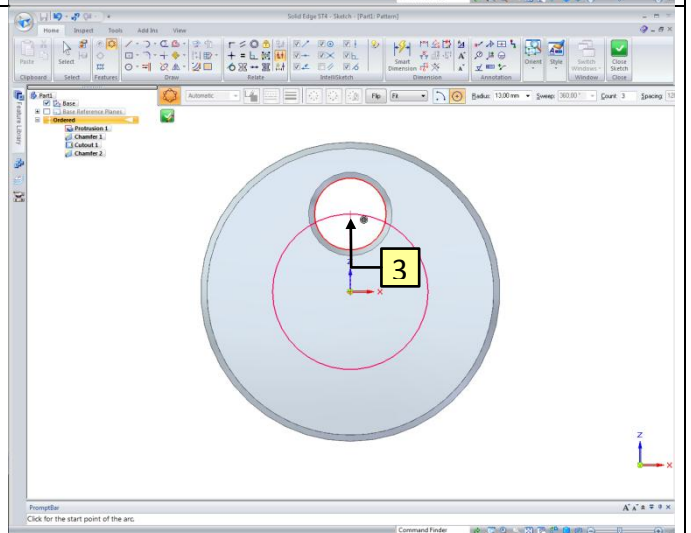 Solid Edge ST4 - Sketch - [Part1: Pattern]
Home Inspect Tools Add Ins View
Paste Select Smart Dimension Orient Style Switch Windows Close Sketch
Clipboard Select Features Draw Relate IntelliSketch Dimension Annotation Window Close
Part1
Automatic Flip Fit Radius: 13.00 mm Sweep: Count: 3 Spacing:
Base
Base Reference Planes
Ordered
Protrusion 1
Chamfer 1
Cutout 1
Chamfer 2
Feature Library
3
X
Z
X
PromptBar
Click for the start point of the arc.
Command Finder